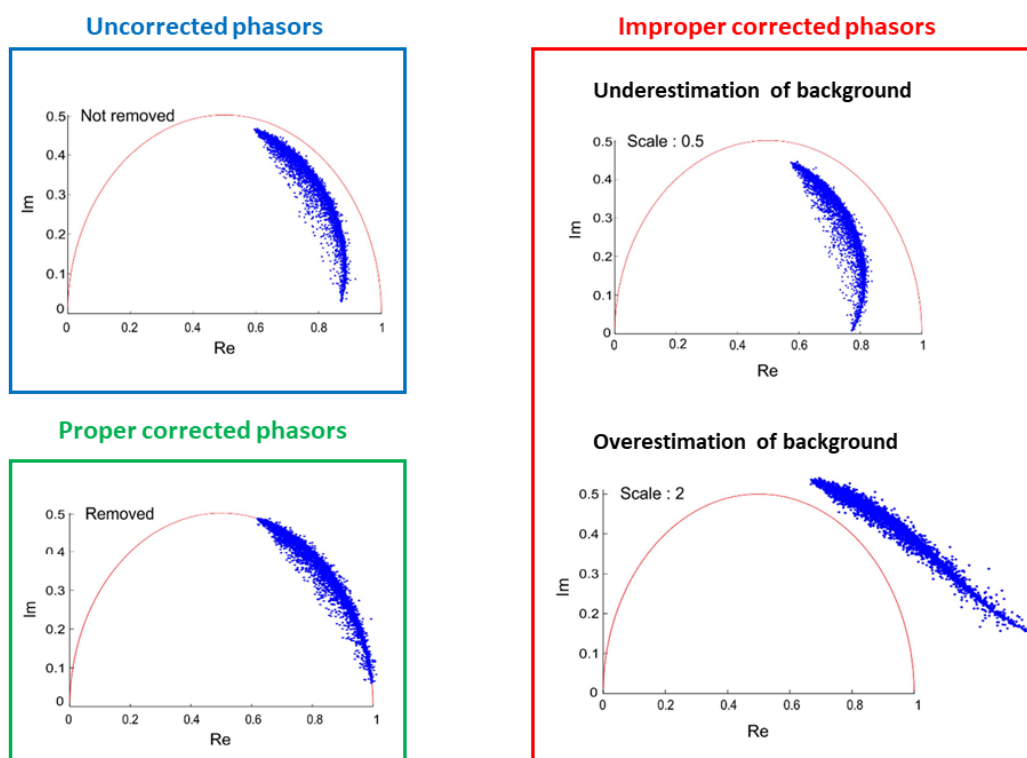 Uncorrected phasors
Not removed
0.5
0.4
0.3
0.2
0.1
0
Im
0 0.2 0.4 0.6 0.8 1
Re
Proper corrected phasors
Removed
0.5
0.4
0.3
0.2
0.1
0
Im
0 0.2 0.4 0.6 0.8 1
Re
Improper corrected phasors
Underestimation of background
Scale : 0.5
0.5
0.4
0.3
0.2
0.1
0
Im
0 0.2 0.4 0.6 0.8 1
Re
Overestimation of background
Scale : 2
0.5
0.4
0.3
0.2
0.1
0
Im
0 0.2 0.4 0.6 0.8 1
Re